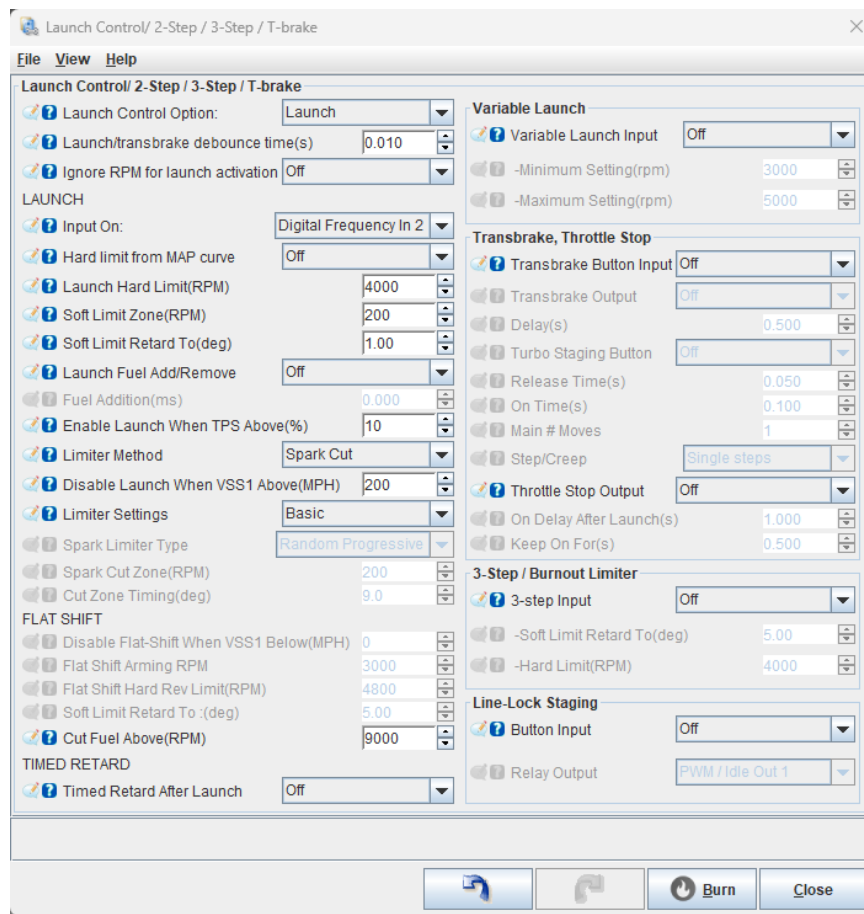 Launch Control/ 2-Step / 3-Step / T-brake
File View Help
Launch Control/ 2-Step / 3-Step / T-brake
Launch Control Option: Launch
Launch/transbrake debounce time(s) 0.010
Ignore RPM for launch activation Off
LAUNCH
Input On: Digital Frequency In 2
Hard limit from MAP curve Off
Launch Hard Limit(RPM) 4000
Soft Limit Zone(RPM) 200
Soft Limit Retard To(deg) 1.00
Launch Fuel Add/Remove Off
Fuel Addition(ms) 0.000
Enable Launch When TPS Above(%) 10
Limiter Method Spark Cut
Disable Launch When VSS1 Above(MPH) 200
Limiter Settings Basic
Spark Limiter Type Random Progressive
Spark Cut Zone(RPM) 200
Cut Zone Timing(deg) 9.0
FLAT SHIFT
Disable Flat-Shift When VSS1 Below(MPH) 0
Flat Shift Arming RPM 3000
Flat Shift Hard Rev Limit(RPM) 4800
Soft Limit Retard To :(deg) 5.00
Cut Fuel Above(RPM) 9000
TIMED RETARD
Timed Retard After Launch Off
Variable Launch
Variable Launch Input Off
-Minimum Setting(rpm) 3000
-Maximum Setting(rpm) 5000
Transbrake, Throttle Stop
Transbrake Button Input Off
Transbrake Output Off
Delay(s) 0.500
Turbo Staging Button Off
Release Time(s) 0.050
On Time(s) 0.100
Main # Moves 1
Step/Creep Single steps
Throttle Stop Output Off
On Delay After Launch(s) 1.000
Keep On For(s) 0.500
3-Step / Burnout Limiter
3-step Input Off
-Soft Limit Retard To(deg) 5.00
-Hard Limit(RPM) 4000
Line-Lock Staging
Button Input Off
Relay Output PWM / Idle Out 1
Burn Close